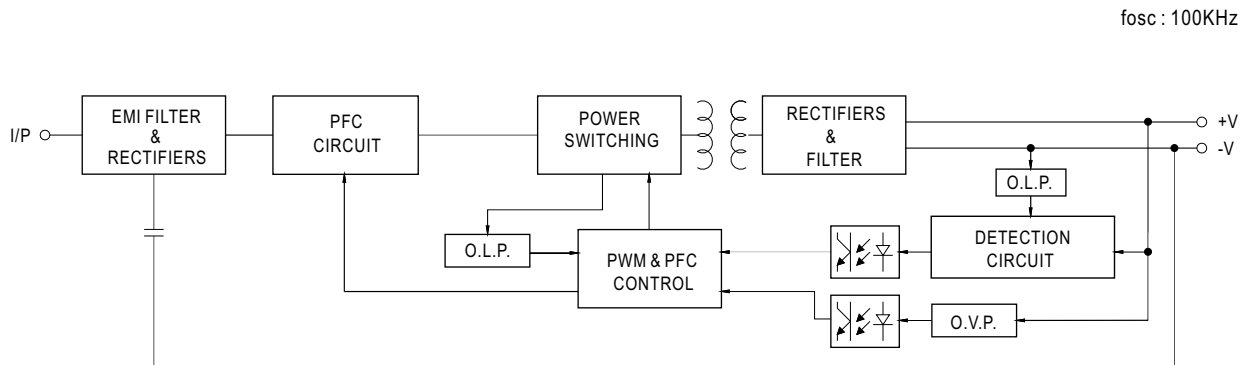 fosc : 100KHz
I/P
EMI FILTER
&
RECTIFIERS
PFC
CIRCUIT
POWER
SWITCHING
RECTIFIERS
&
FILTER
+V
-V
O.L.P.
O.L.P.
PWM & PFC
CONTROL
DETECTION
CIRCUIT
O.V.P.